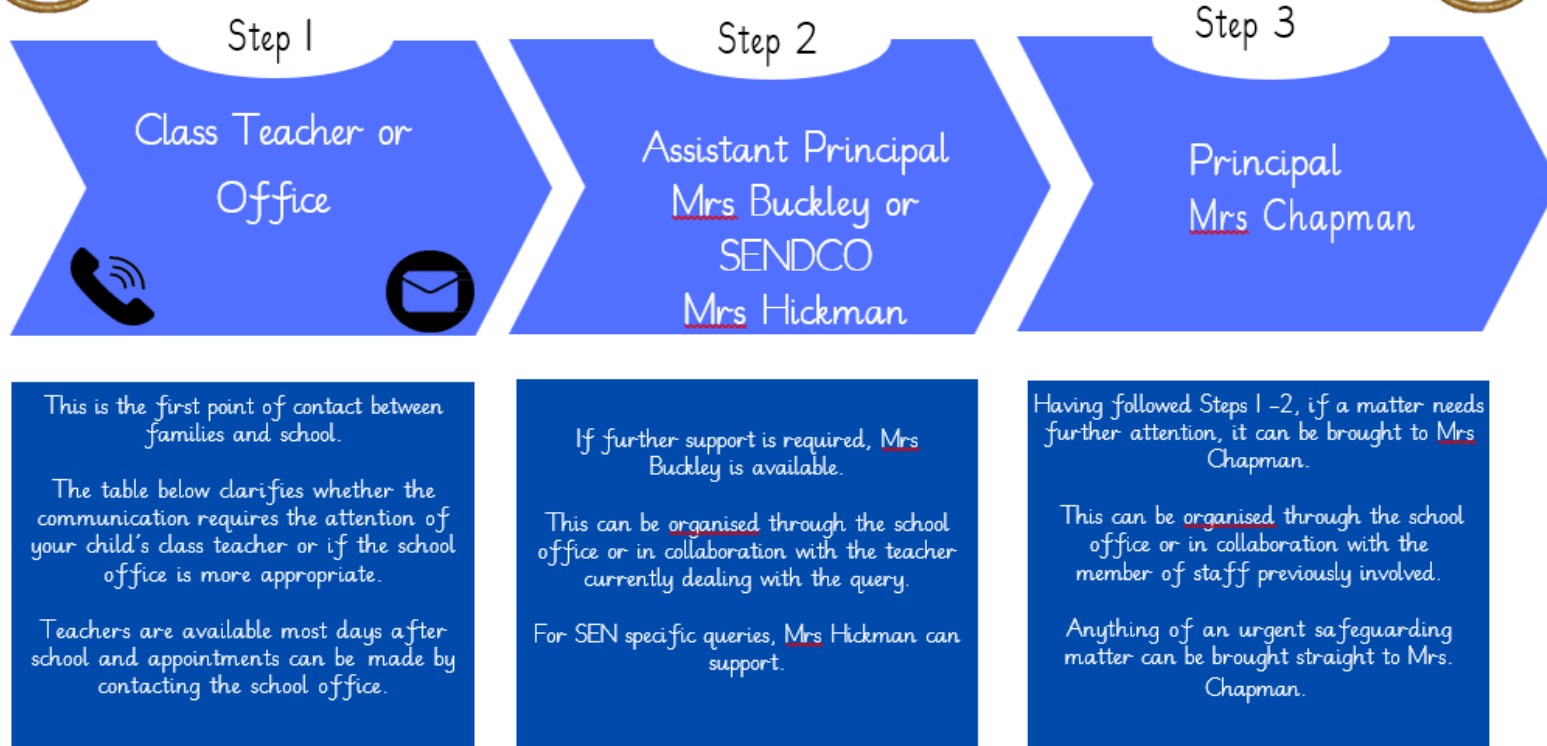 Step 1
Class Teacher or
Office
Step 2
Assistant Principal
Mrs Buckley or
SENDCO
Mrs Hickman
Step 3
Principal
Mrs Chapman
This is the first point of contact between
families and school.
The table below clarifies whether the
communication requires the attention of
your child's class teacher or if the school
office is more appropriate.
Teachers are available most days after
school and appointments can be made by
contacting the school office.
If further support is required, Mrs
Buckley is available.
This can be organised through the school
office or in collaboration with the teacher
currently dealing with the query.
For SEN specific queries, Mrs Hickman can
support.
Having followed Steps 1 -2, if a matter needs
further attention, it can be brought to Mrs
Chapman.
This can be organised through the school
office or in collaboration with the
member of staff previously involved.
Anything of an urgent safeguarding
matter can be brought straight to Mrs.
Chapman.